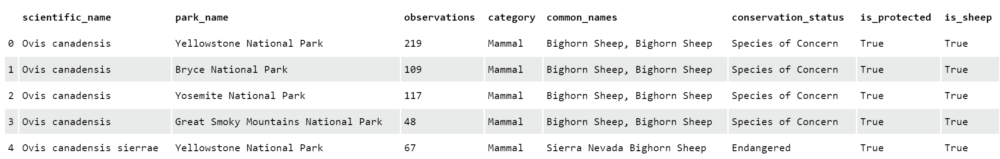 scientific_name park_name observations category common_names conservation_status is_protected is_sheep
0 Ovis canadensis Yellowstone National Park 219 Mammal Bighorn Sheep, Bighorn Sheep Species of Concern True True
1 Ovis canadensis Bryce National Park 109 Mammal Bighorn Sheep, Bighorn Sheep Species of Concern True True
2 Ovis canadensis Yosemite National Park 117 Mammal Bighorn Sheep, Bighorn Sheep Species of Concern True True
3 Ovis canadensis Great Smoky Mountains National Park 48 Mammal Bighorn Sheep, Bighorn Sheep Species of Concern True True
4 Ovis canadensis sierrae Yellowstone National Park 67 Mammal Sierra Nevada Bighorn Sheep Endangered True True